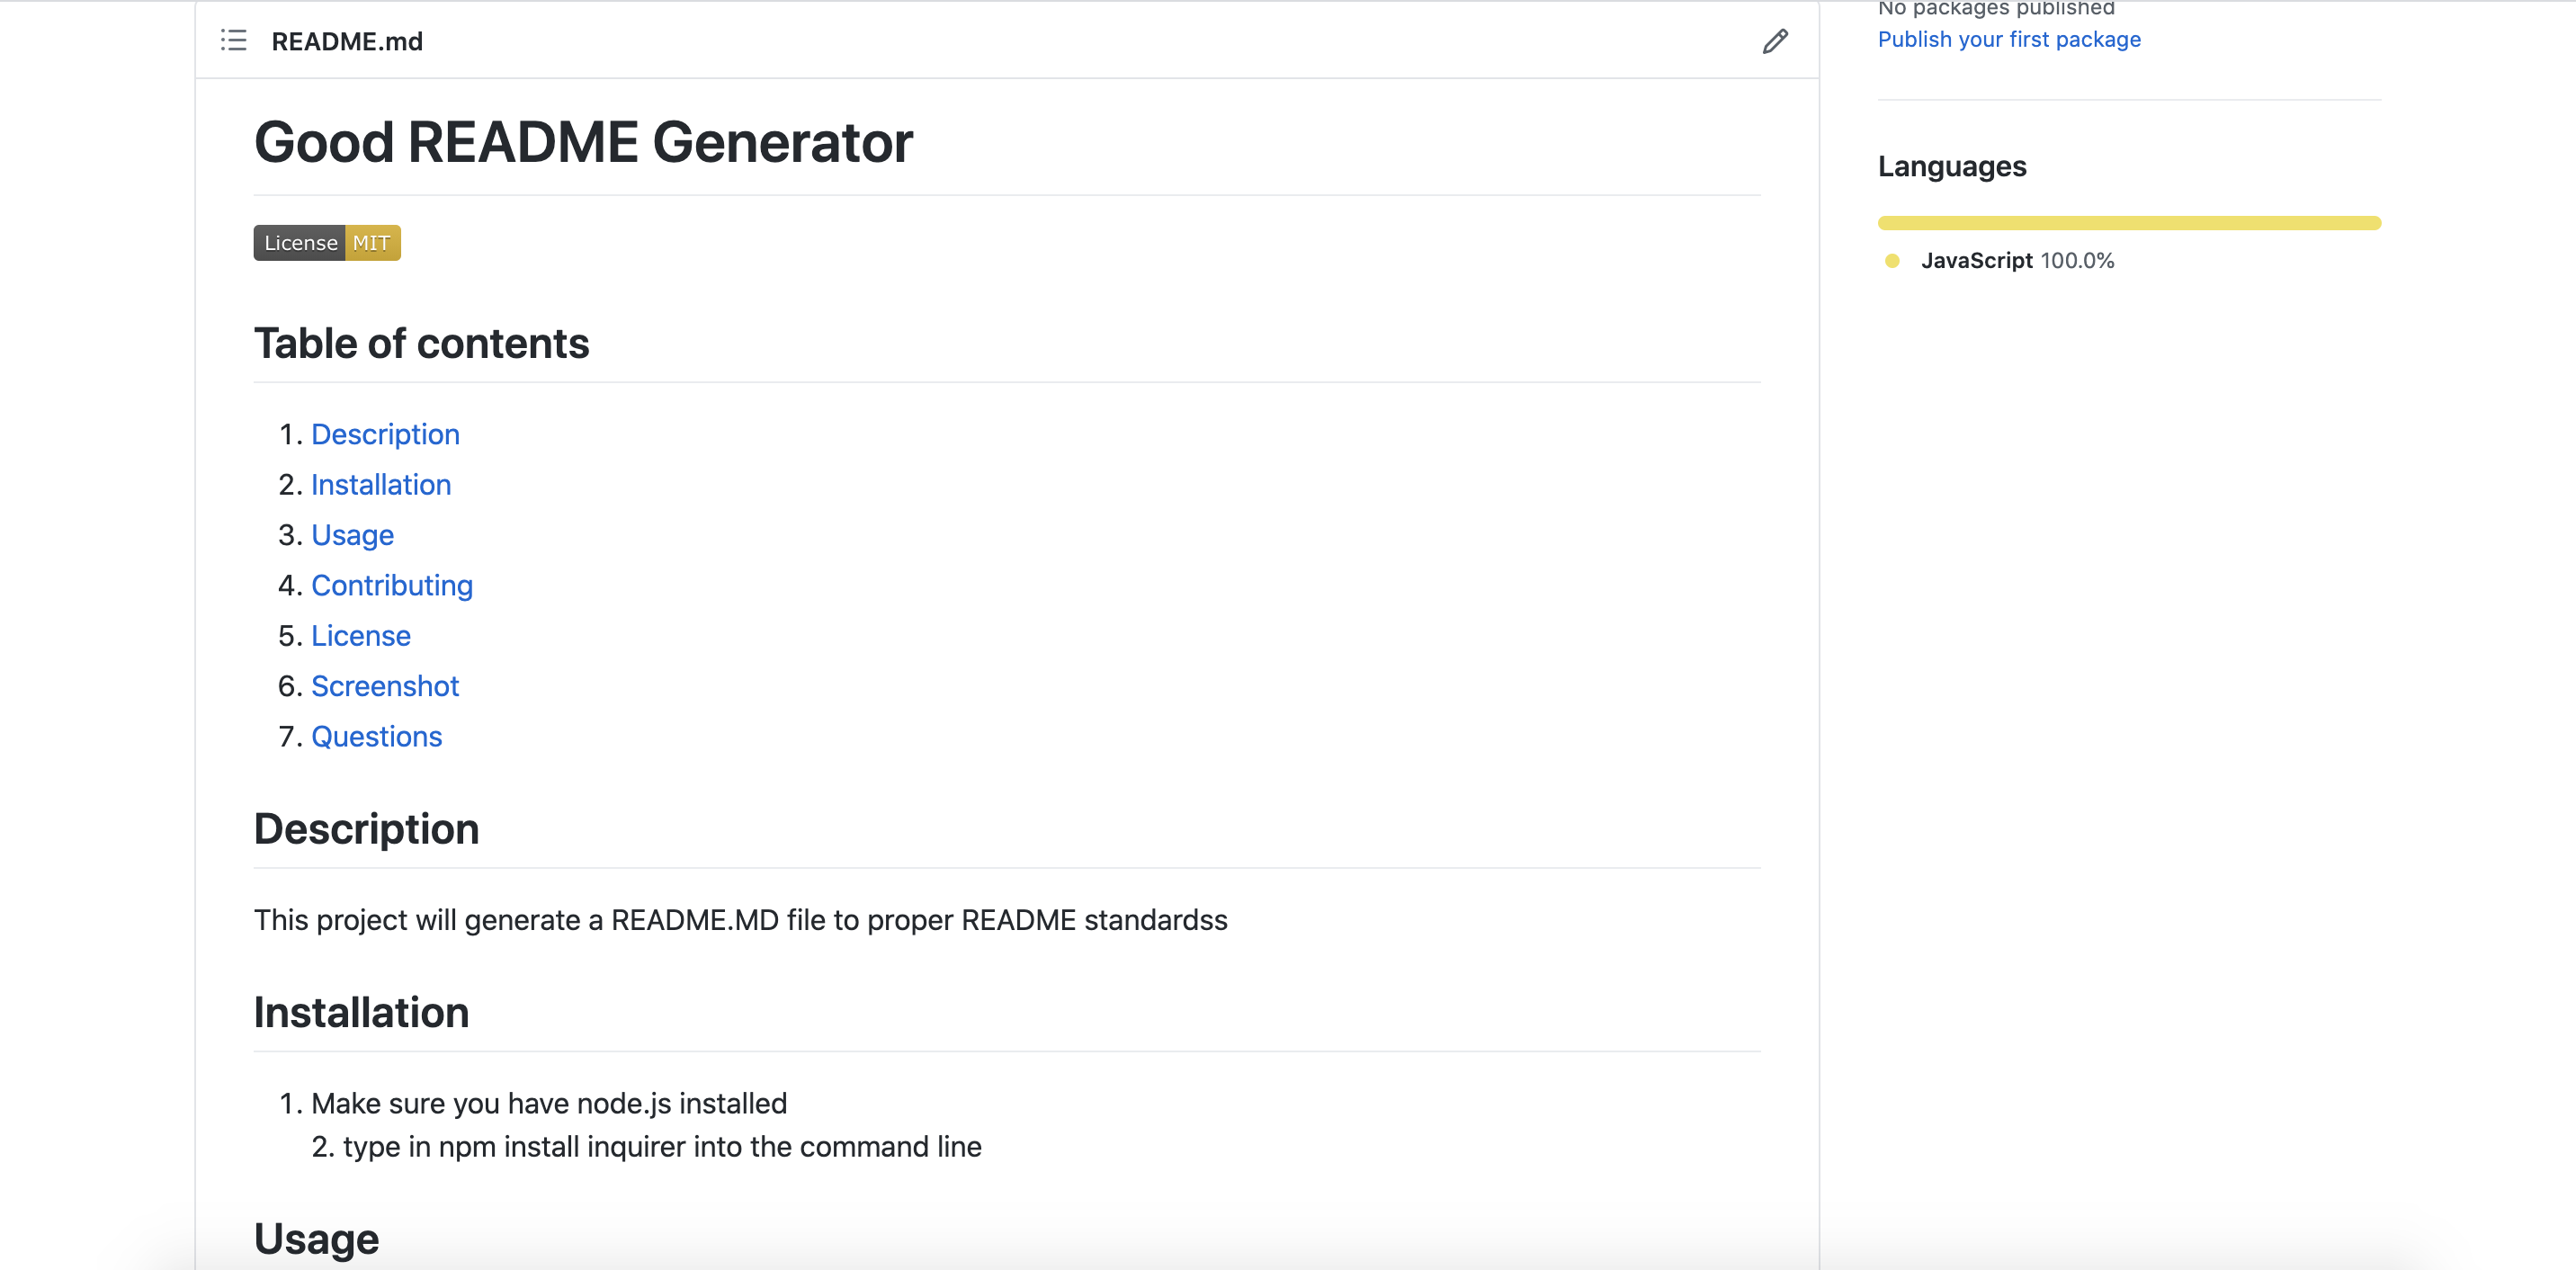 README.md
Good README Generator
License MIT
Table of contents
1. Description
2. Installation
3. Usage
4. Contributing
5. License
6. Screenshot
7. Questions
Description
This project will generate a README.MD file to proper README standardss
Installation
1. Make sure you have node.js installed
2. type in npm install inquirer into the command line
Usage
No packages published
Publish your first package
Languages
JavaScript 100.0%